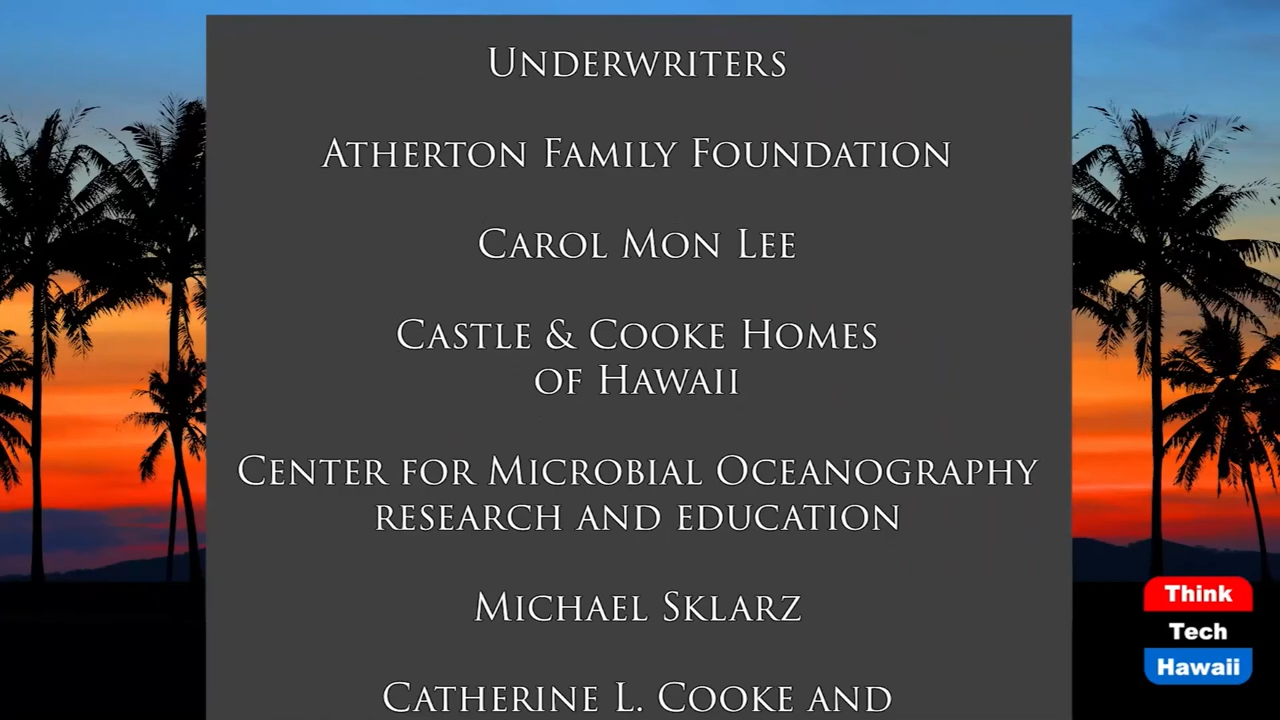 Underwriters
Atherton Family Foundation
Carol Mon Lee
Castle & Cooke Homes
of Hawaii
Center for Microbial Oceanography
research and education
Michael Sklarz
Catherine L. Cooke and
Think
Tech
Hawaii